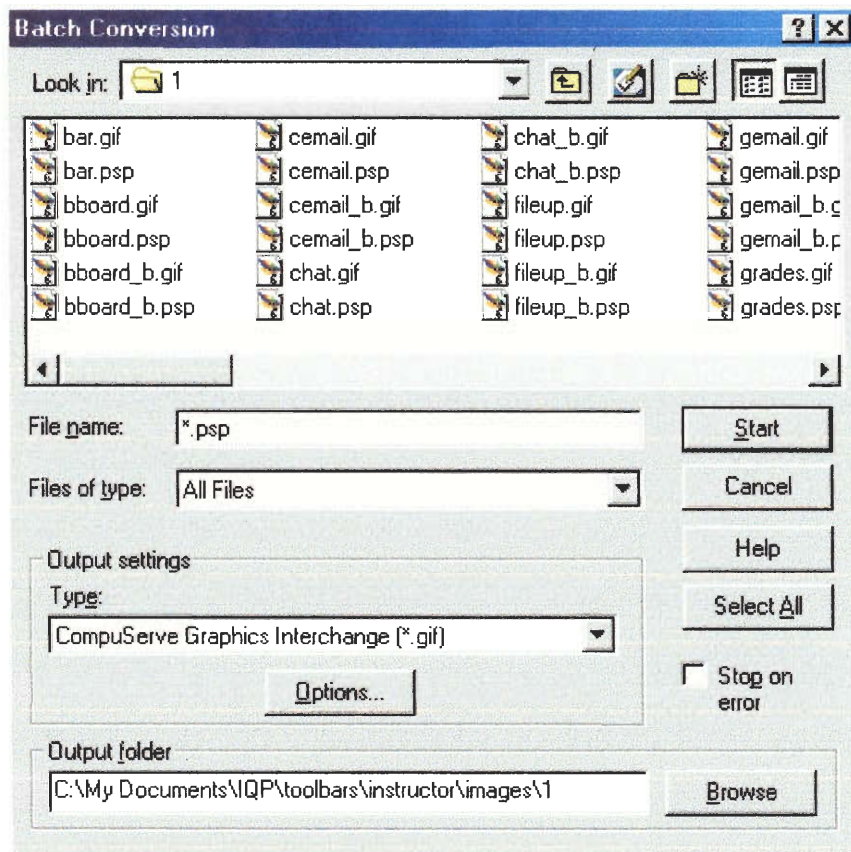 Batch Conversion
Look in: 1
bar.gif cemail.gif chat_b.gif gemail.gif
bar.psp cemail.psp chat_b.psp gemail.psp
bboard.gif cemail_b.gif fileup.gif gemail_b.g
bboard.psp cemail_b.psp fileup.psp gemail_b.p
bboard_b.gif chat.gif fileup_b.gif grades.gif
bboard_b.psp chat.psp fileup_b.psp grades.psp
File name: *.psp Start
Files of type: All Files Cancel
Help
Output settings
Type: Select All
CompuServe Graphics Interchange (*.gif)
Options... Stop on
error
Output folder
C:\My Documents\IQP\toolbars\instructor\images\1 Browse